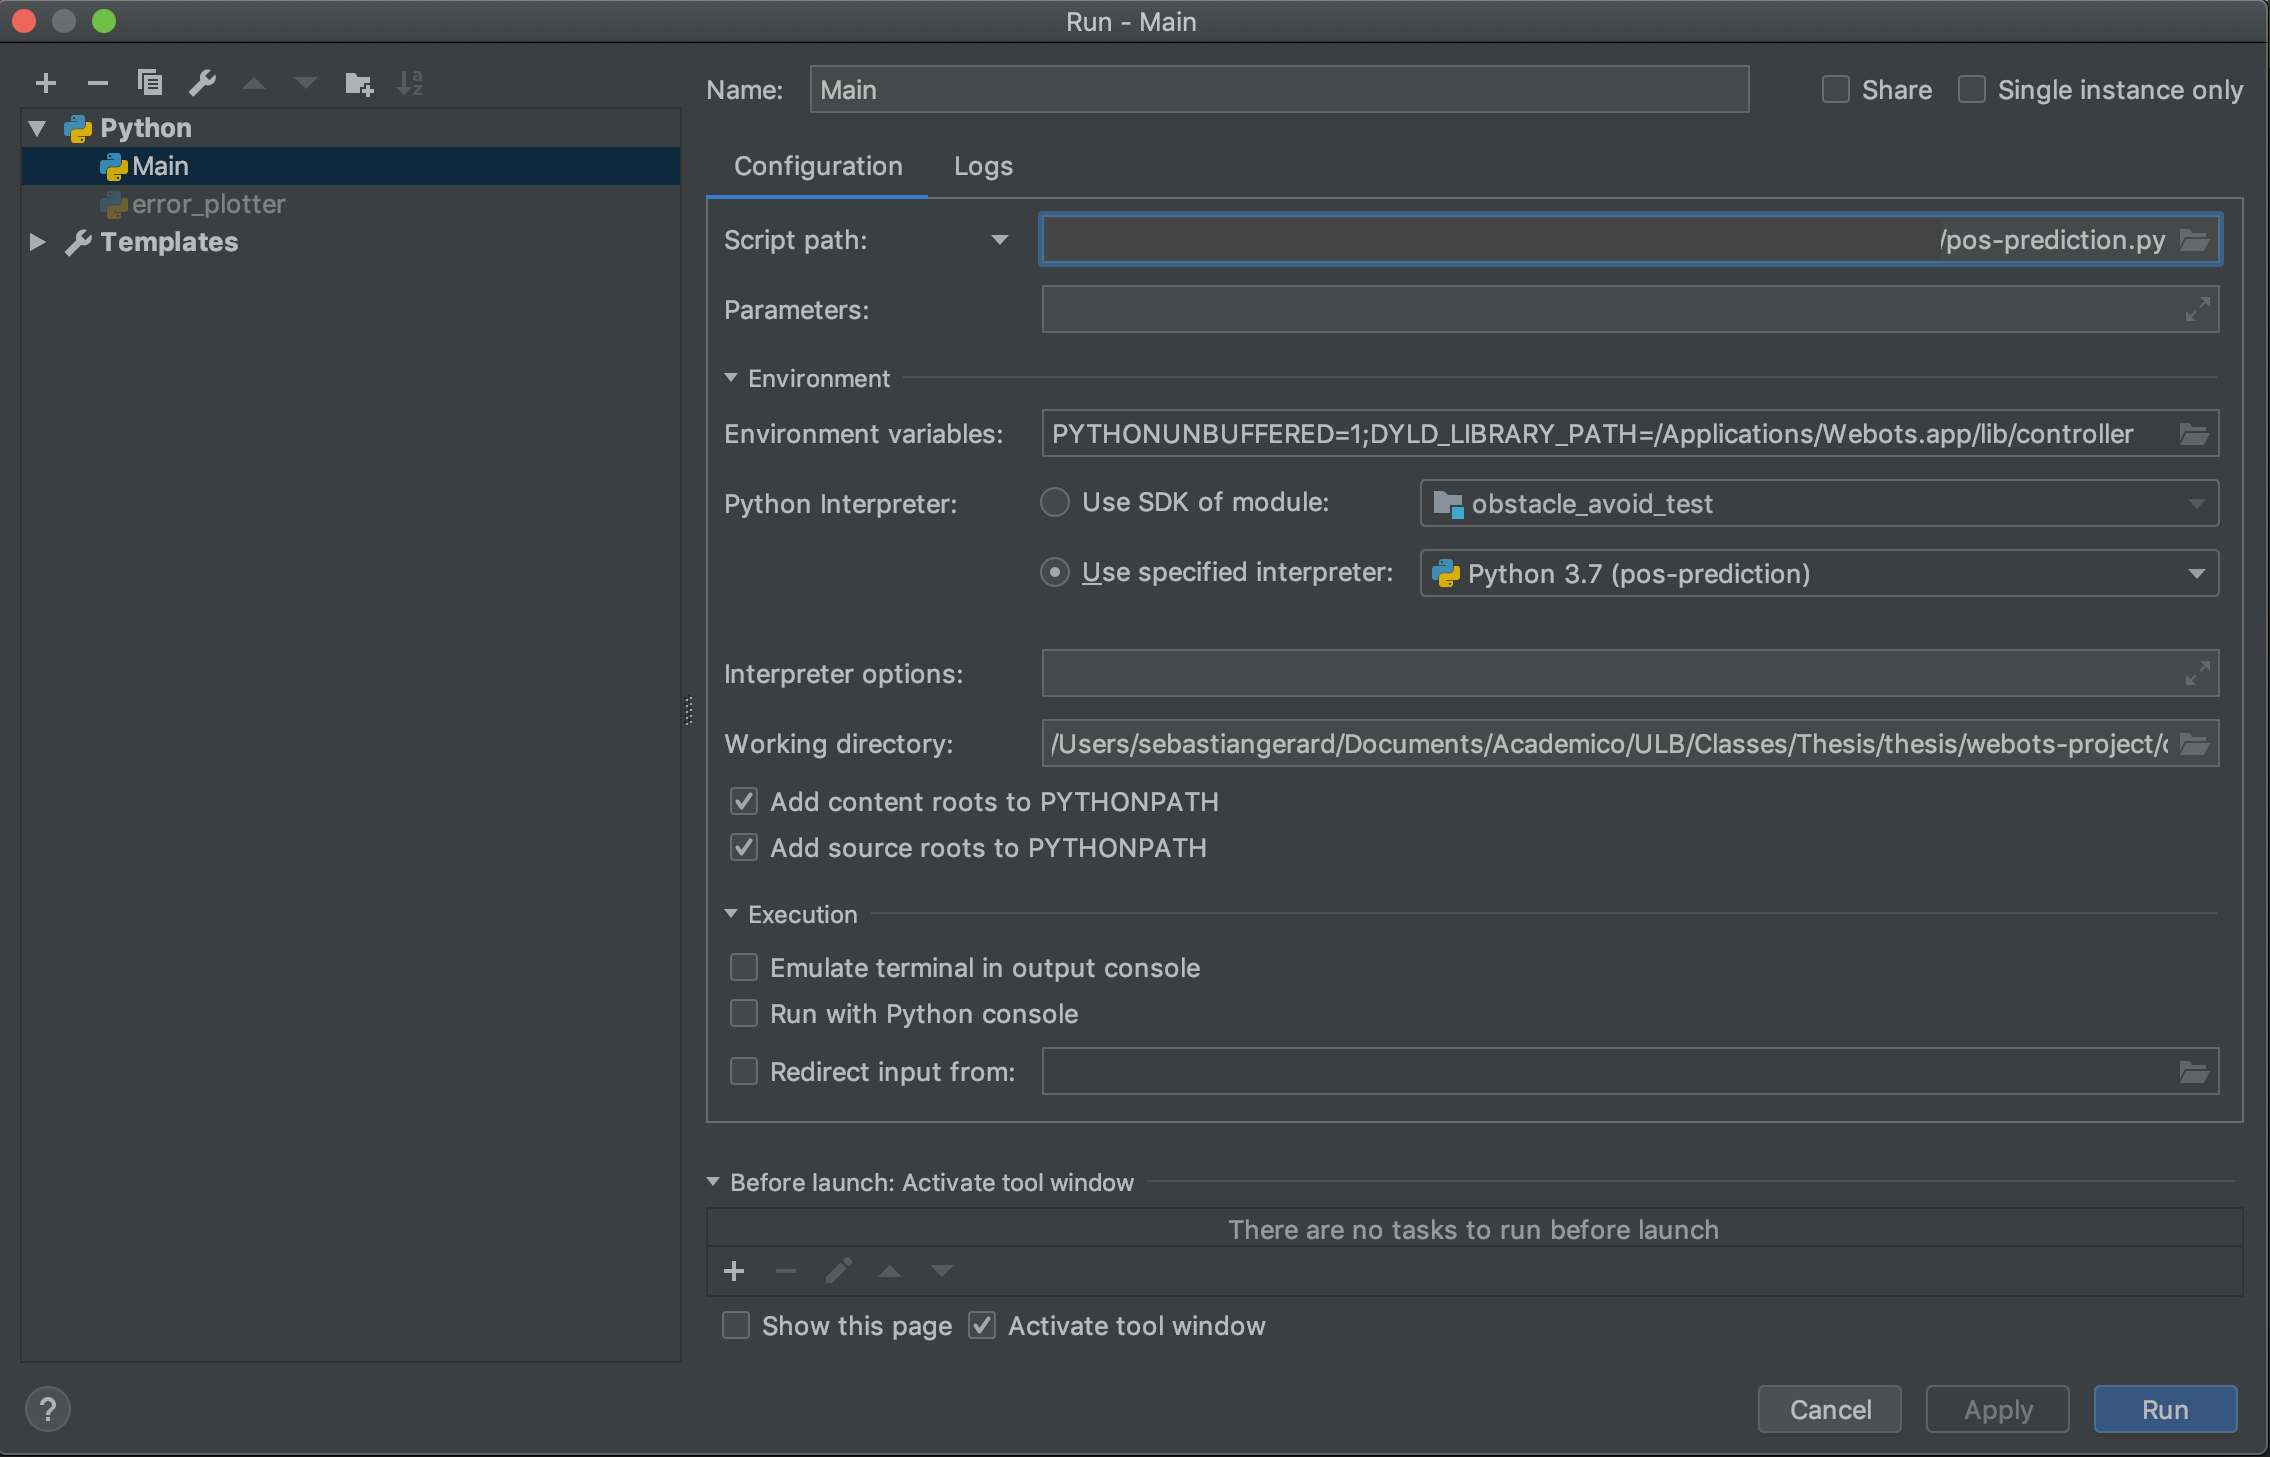 Run - Main
Name: Main
Share
Single instance only
Python
Main
error_plotter
Templates
Configuration
Logs
Script path: /pos-prediction.py
Parameters:
Environment
Environment variables: PYTHONUNBUFFERED=1;DYLD_LIBRARY_PATH=/Applications/Webots.app/lib/controller
Python Interpreter: Use SDK of module: obstacle_avoid_test
Use specified interpreter: Python 3.7 (pos-prediction)
Interpreter options:
Working directory: /Users/sebastiangerard/Documents/Academico/ULB/Classes/Thesis/thesis/webots-project/
Add content roots to PYTHONPATH
Add source roots to PYTHONPATH
Execution
Emulate terminal in output console
Run with Python console
Redirect input from:
Before launch: Activate tool window
There are no tasks to run before launch
Show this page
Activate tool window
?
Cancel
Apply
Run